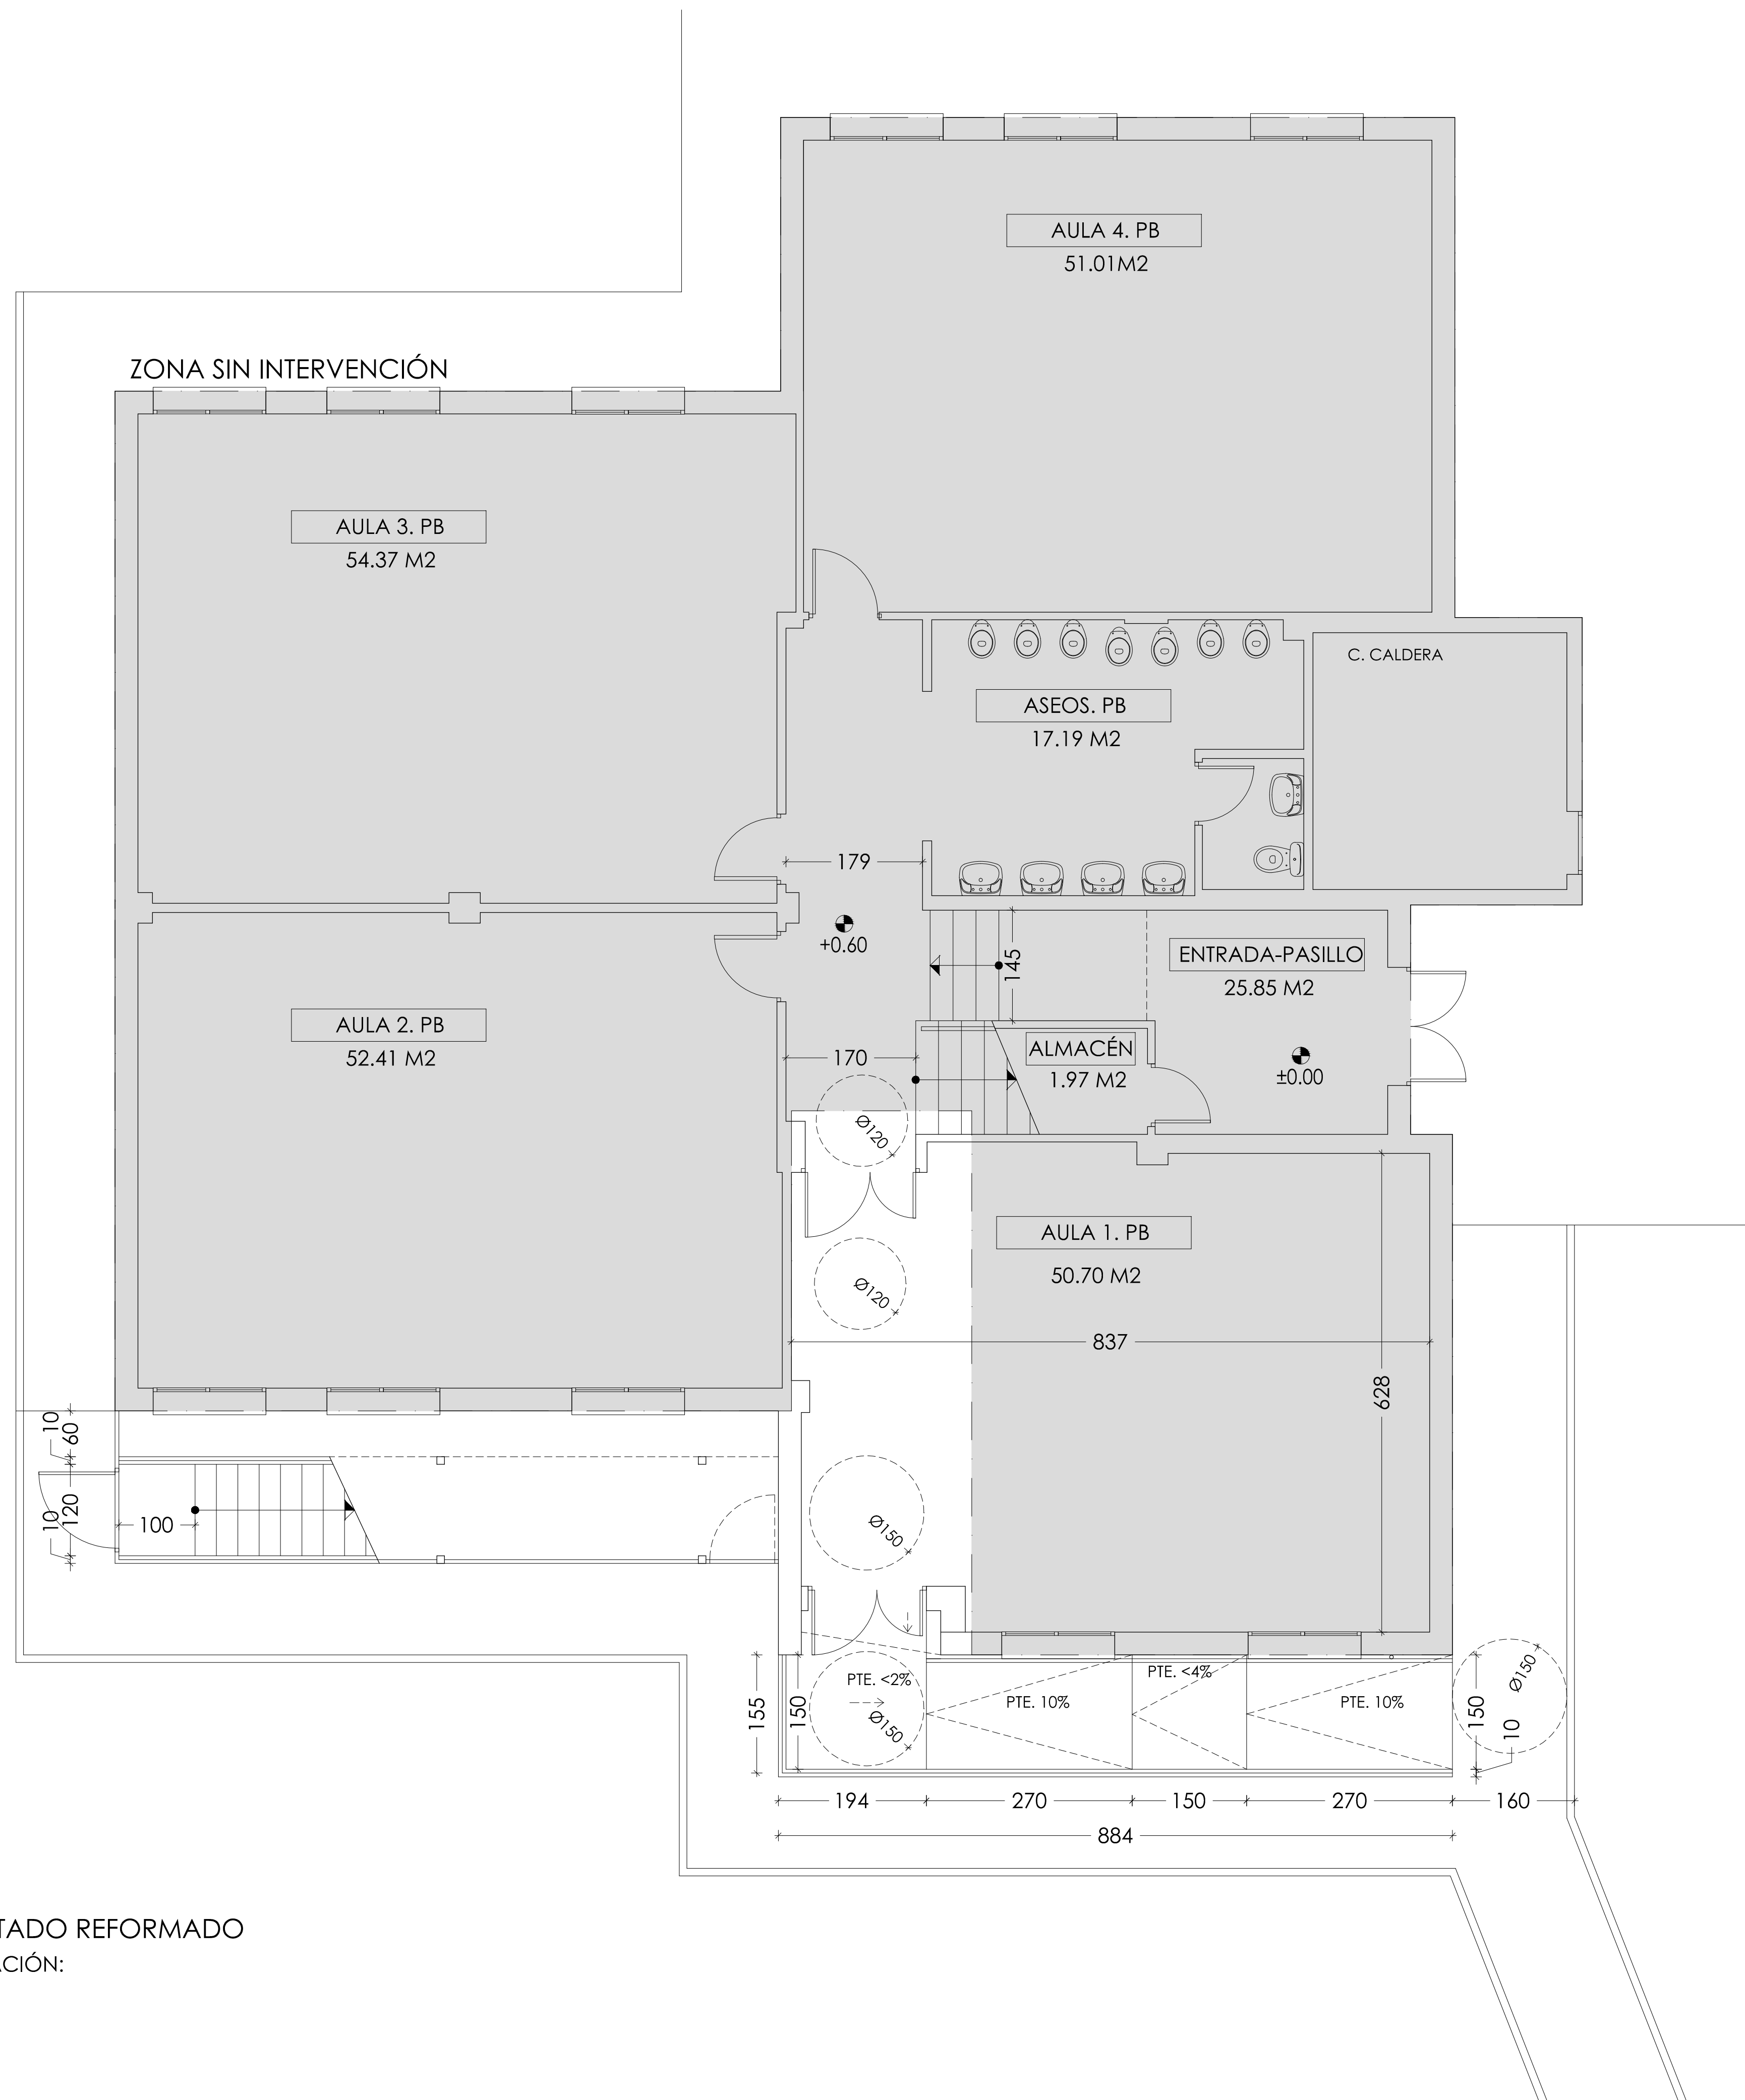 AULA 4. PB
51.01M2
ZONA SIN INTERVENCIÓN
AULA 3. PB
54.37 M2
C. CALDERA
ASEOS. PB
17.19 M2
179
+0.60
145
ENTRADA-PASILLO
25.85 M2
AULA 2. PB
52.41 M2
ALMACÉN
1.97 M2
170
±0.00
Ø120
AULA 1. PB
50.70 M2
Ø120
837
628
10
60
120
10
100
Ø150
PTE. <2%
PTE. <4%
PTE. 10%
PTE. 10%
Ø150
Ø150
155
150
150
10
194
270
150
270
160
884
TADO REFORMADO
ACIÓN: